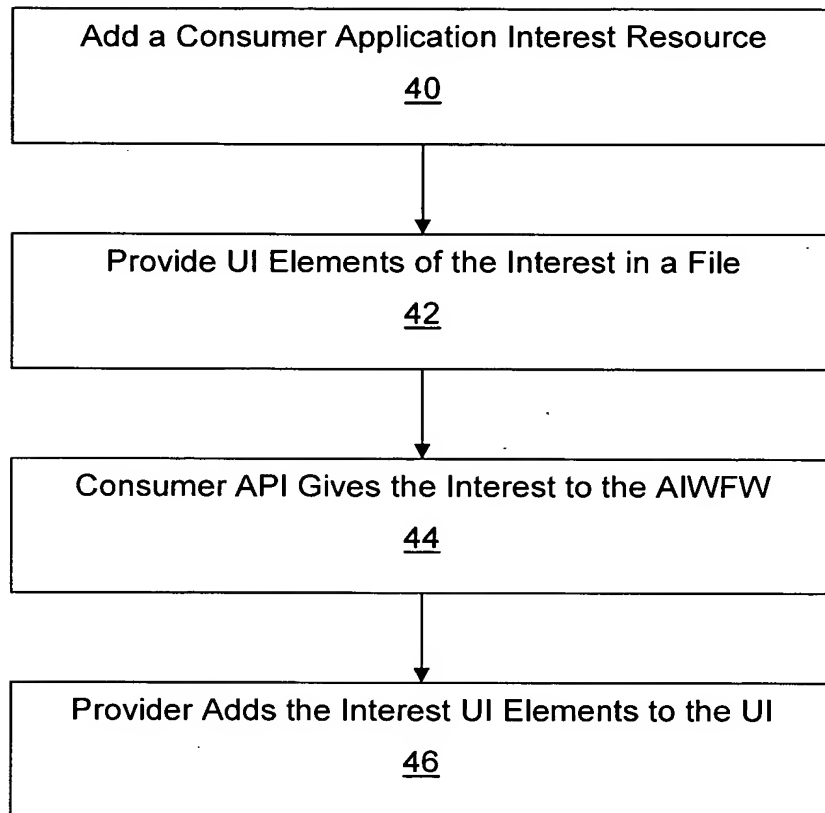 Add a Consumer Application Interest Resource
40
Provide UI Elements of the Interest in a File
42
Consumer API Gives the Interest to the AIWFW
44
Provider Adds the Interest UI Elements to the UI
46